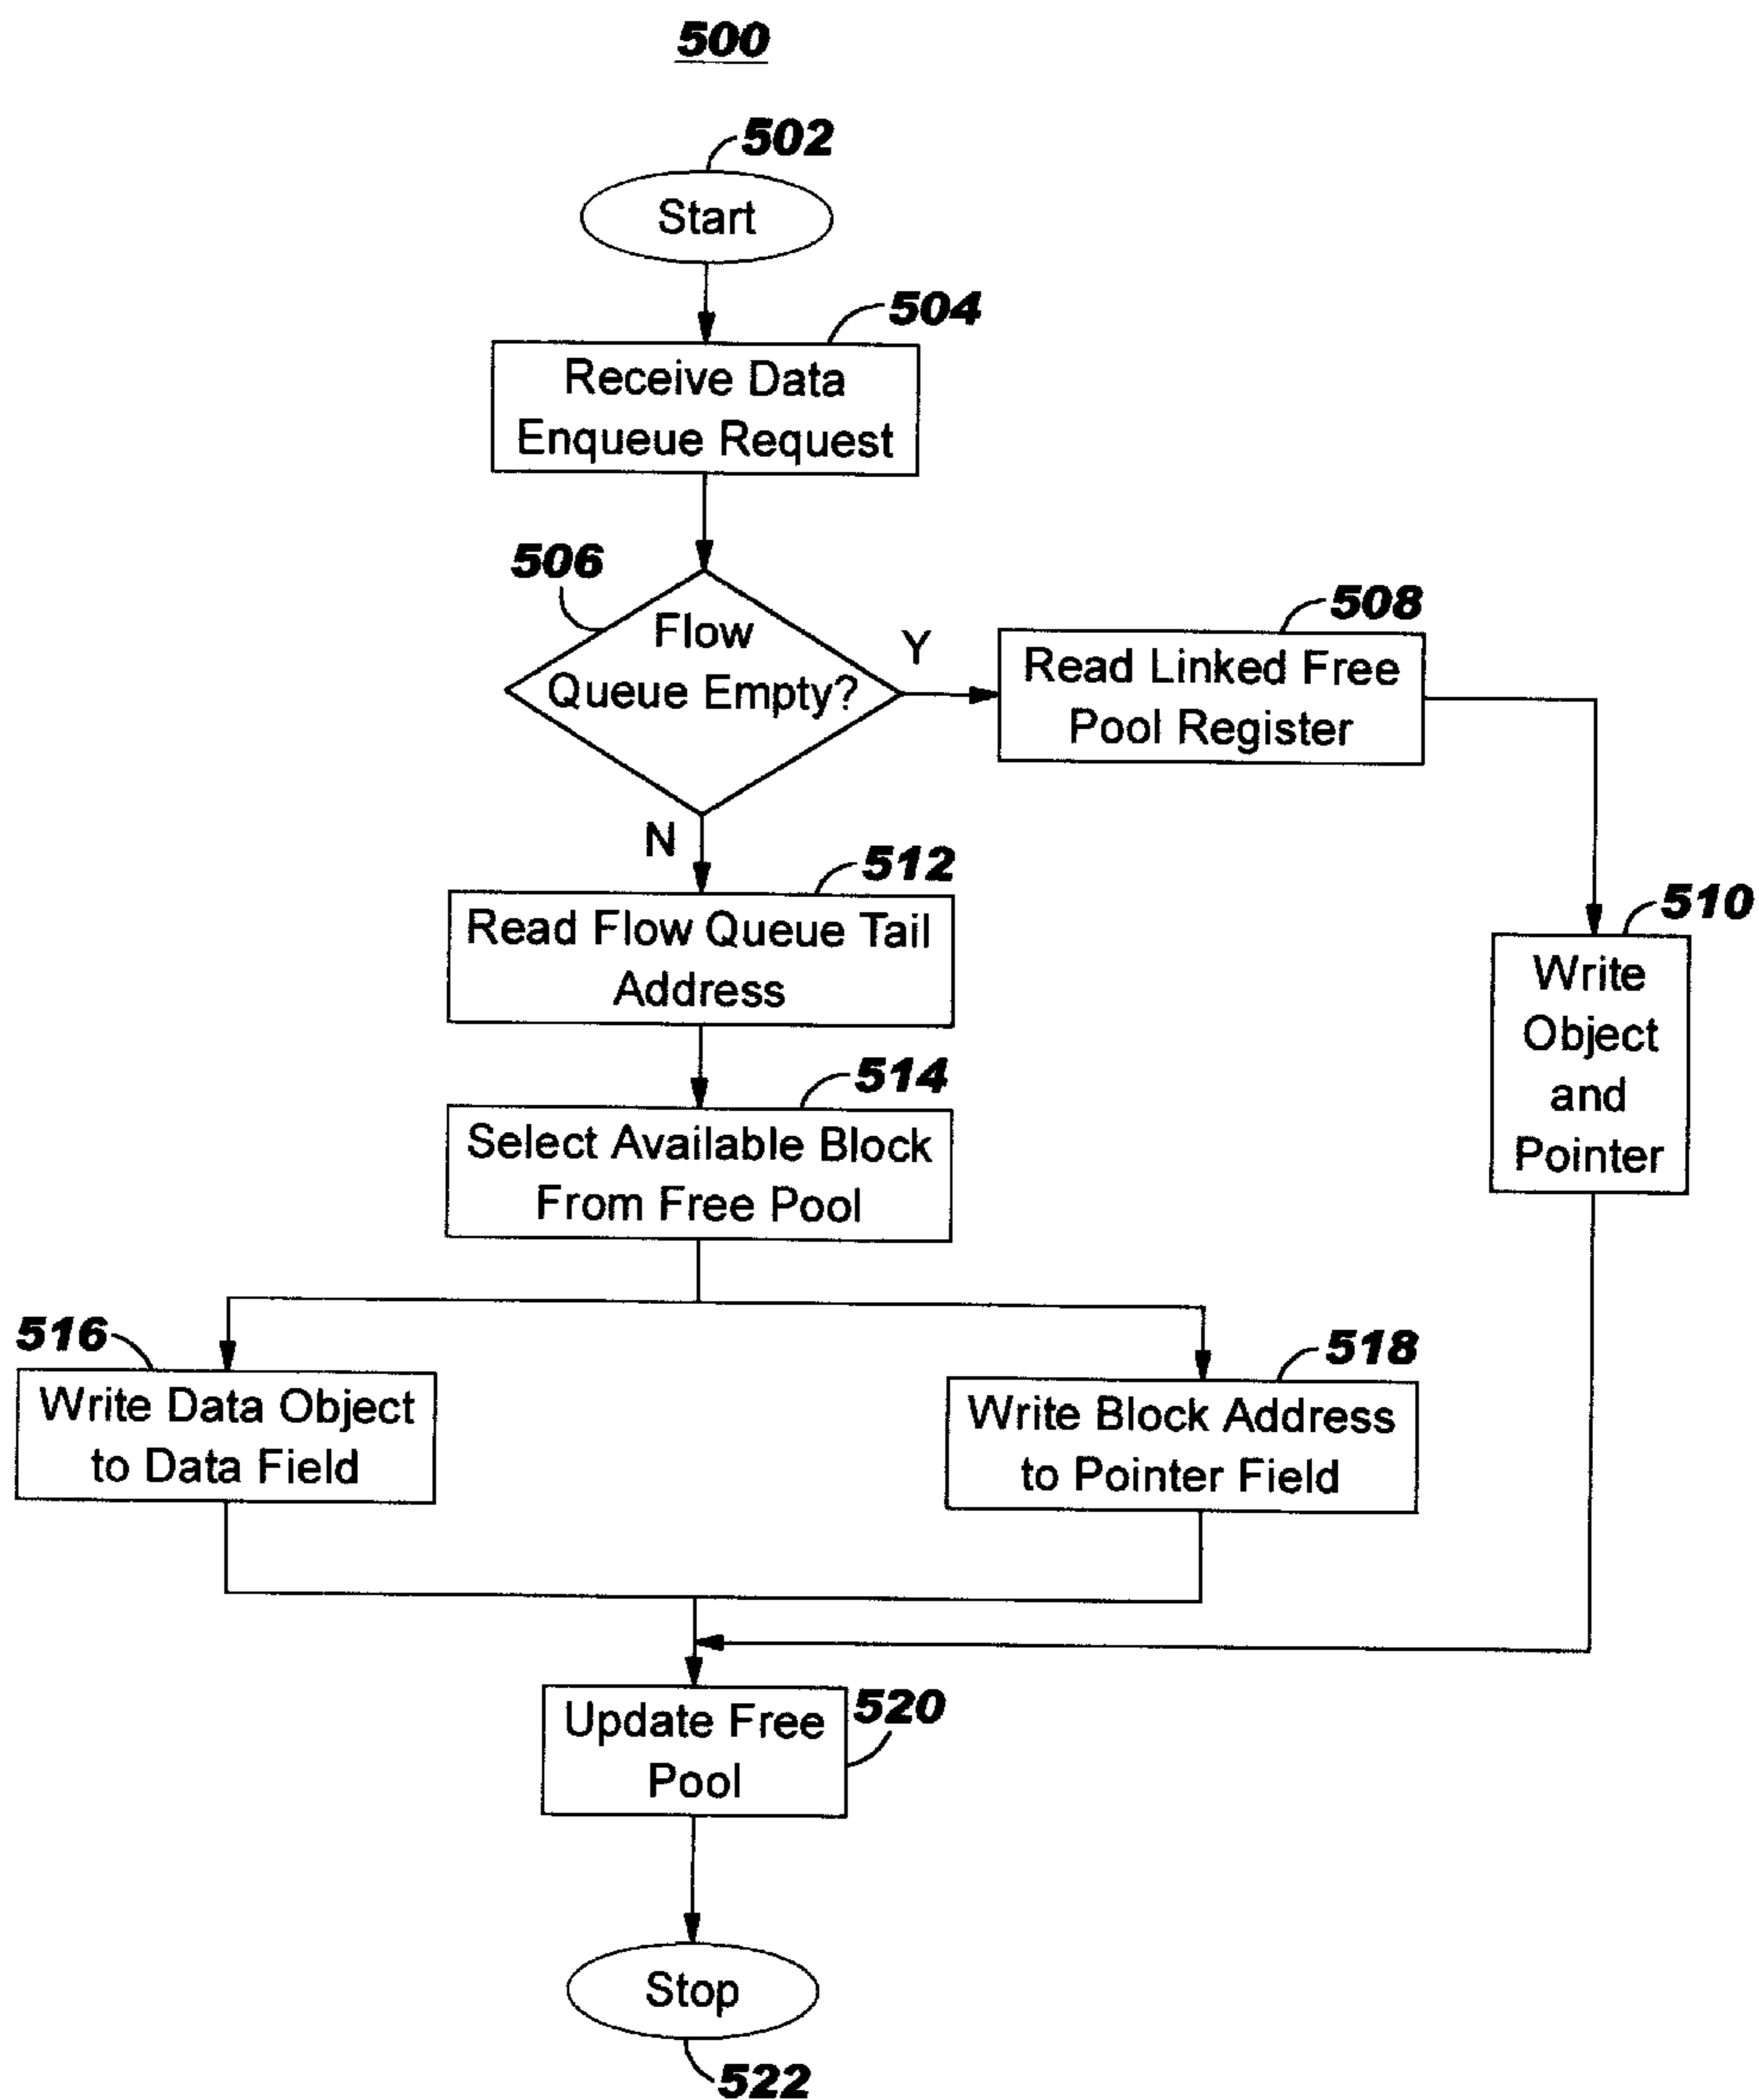 500
502
Start
504
Receive Data
Enqueue Request
506
Flow
Queue Empty?
Y
508
Read Linked Free
Pool Register
N
512
Read Flow Queue Tail
Address
510
Write
Object
and
Pointer
514
Select Available Block
From Free Pool
516
Write Data Object
to Data Field
518
Write Block Address
to Pointer Field
520
Update Free
Pool
Stop
522